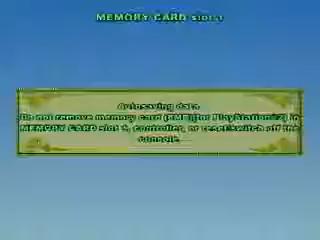 MEMORY CARD slot 1
Autosaving data.
Do not remove memory card (8MB)(for PlayStation®2) in
MEMORY CARD slot 1, controller, or reset/switch off the
console.